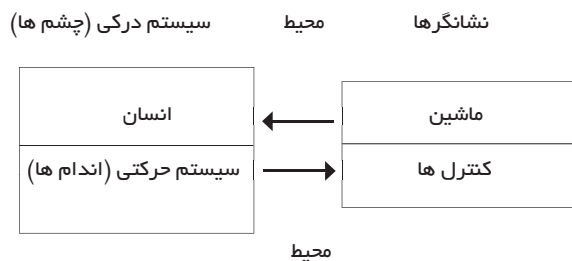 نشانگرها محیط سیستم درکی (چشم ها)
ماشین انسان
کنترل ها سیستم حرکتی (اندام ها)
محیط